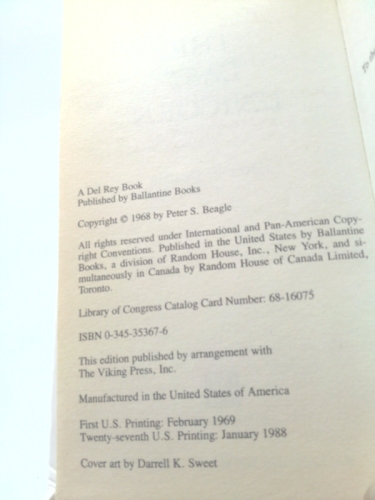 A Del Rey Book
Published by Ballantine Books
Copyright © 1968 by Peter S. Beagle
All rights reserved under International and Pan-American Copy-
right Conventions. Published in the United States by Ballantine
Books, a division of Random House, Inc., New York, and si-
multaneously in Canada by Random House of Canada Limited,
Toronto.
Library of Congress Catalog Card Number: 68-16075
ISBN 0-345-35367-6
This edition published by arrangement with
The Viking Press, Inc.
Manufactured in the United States of America
First U.S. Printing: February 1969
Twenty-seventh U.S. Printing: January 1988
Cover art by Darrell K. Sweet